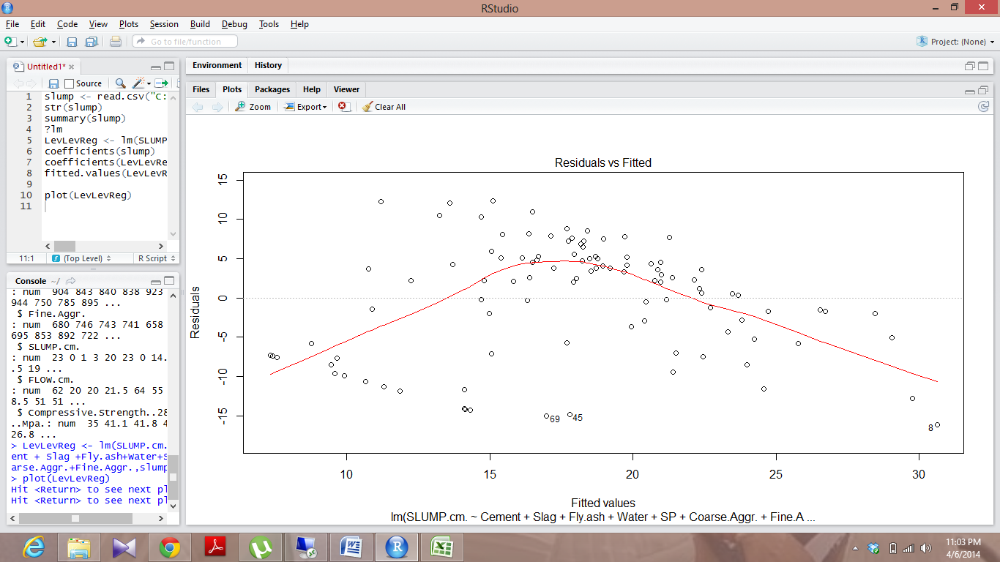 RStudio
File Edit Code View Plots Session Build Debug Tools Help
Go to file/function
Project: (None)
Untitled1*
Source
1 slump <- read.csv("C:
2 str(slump)
3 summary(slump)
4 ?lm
5 LevLevReg <- lm(SLUMP
6 coefficients(slump)
7 coefficients(LevLevRe
8 fitted.values(LevLevR
9
10 plot(LevLevReg)
11
11:1 (Top Level) R Script
Console ~/
: num 904 843 840 838 923
944 750 785 895 ...
$ Fine.Aggr.
: num 680 746 743 741 658
695 853 892 722 ...
$ SLUMP.cm.
: num 23 0 1 3 20 23 0 14.
.5 19 ...
$ FLOW.cm.
: num 62 20 20 21.5 64 55
8.5 51 51 ...
$ Compressive.Strength..28
..Mpa.: num 35 41.1 41.8 4
26.8 ...
> LevLevReg <- lm(SLUMP.cm.
ent + Slag +Fly.ash+Water+S
arse.Aggr.+Fine.Aggr.,slump
> plot(LevLevReg)
Hit <Return> to see next pl
Hit <Return> to see next pl
Environment History
Files Plots Packages Help Viewer
Zoom Export Clear All
Residuals vs Fitted
Residuals
15
10
5
0
-5
-10
-15
69
45
8
10 15 20 25 30
Fitted values
lm(SLUMP.cm. ~ Cement + Slag + Fly.ash + Water + SP + Coarse.Aggr. + Fine.A ...
11:03 PM
4/6/2014